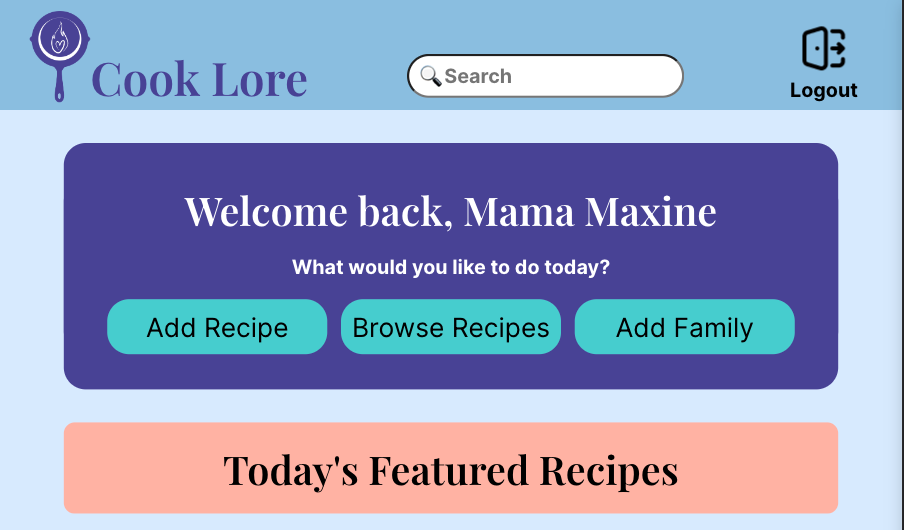 Cook Lore
Search
Logout
Welcome back, Mama Maxine
What would you like to do today?
Add Recipe
Browse Recipes
Add Family
Today's Featured Recipes